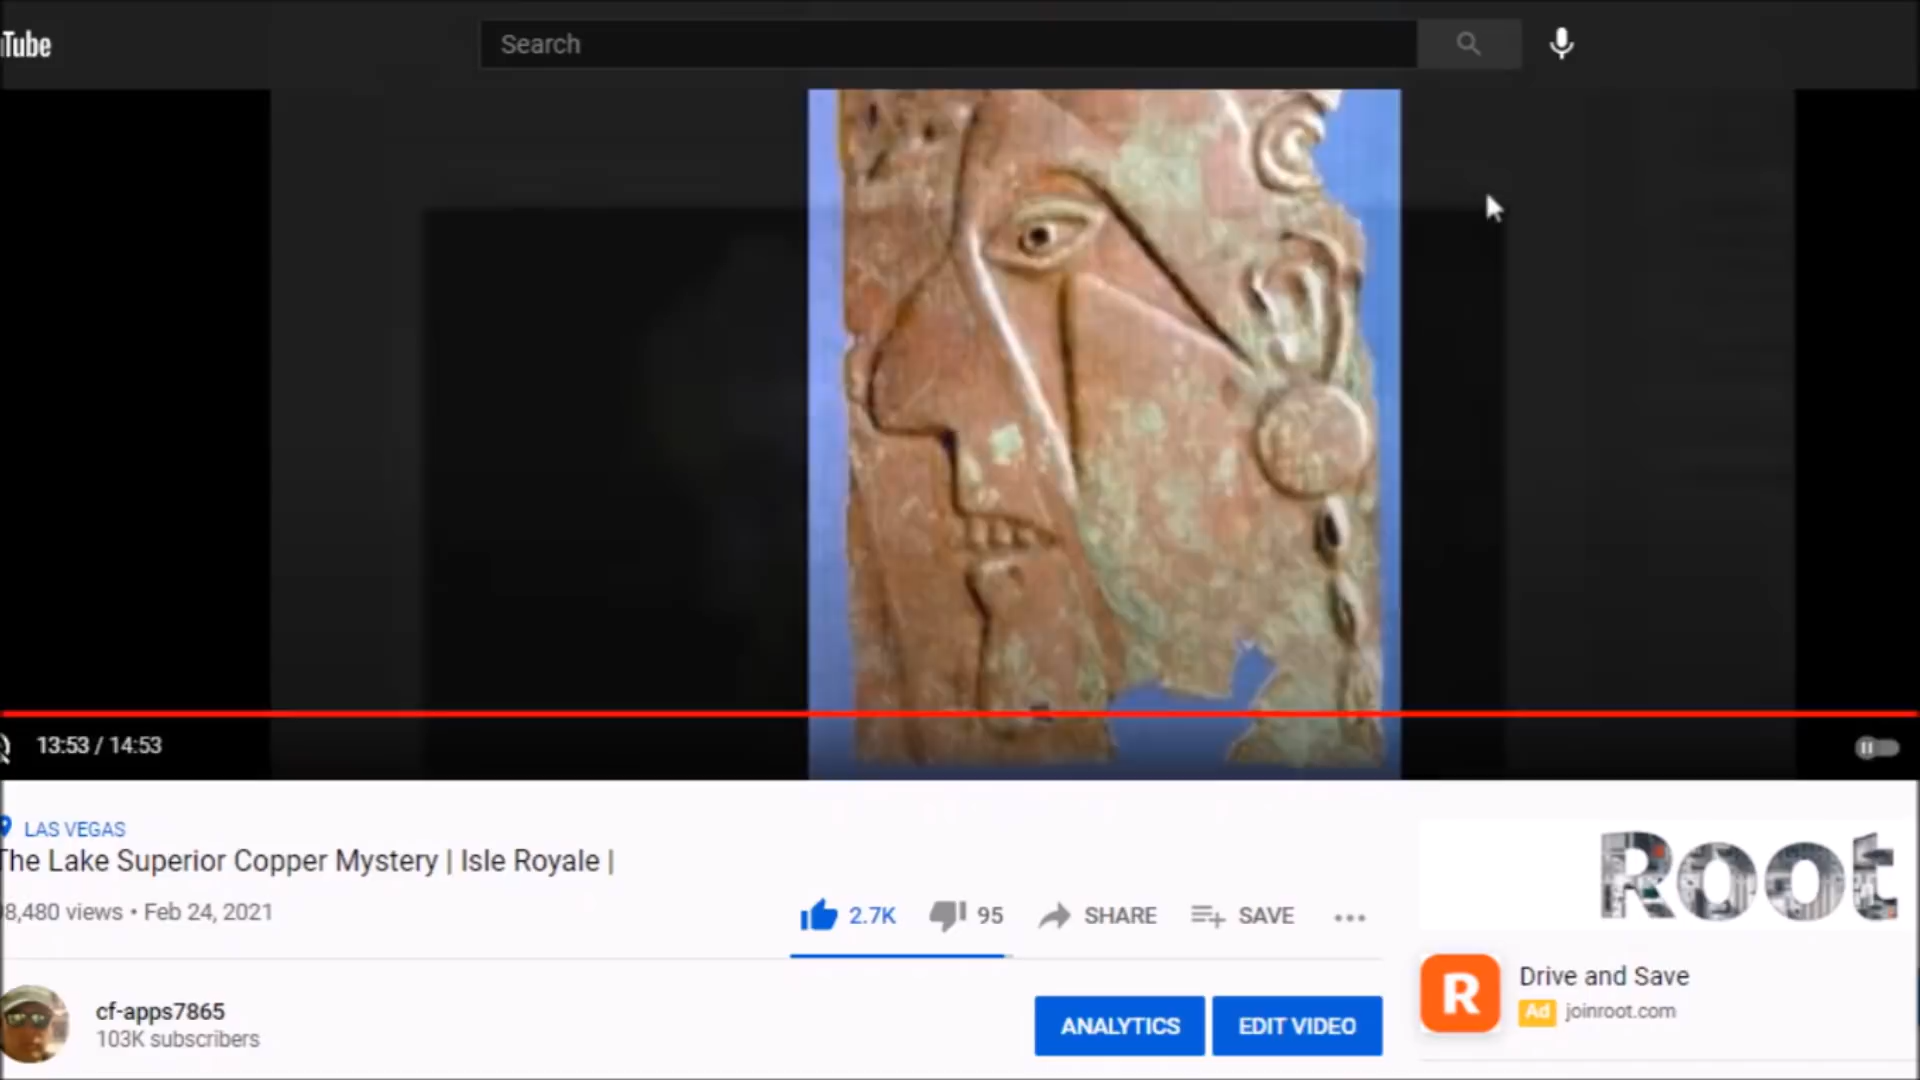 Tube
Search
13:53 / 14:53
LAS VEGAS
The Lake Superior Copper Mystery | Isle Royale |
8,480 views • Feb 24, 2021
2.7K
95
SHARE
SAVE
Root
cf-apps7865
103K subscribers
ANALYTICS
EDIT VIDEO
R
Drive and Save
Ad joinroot.com